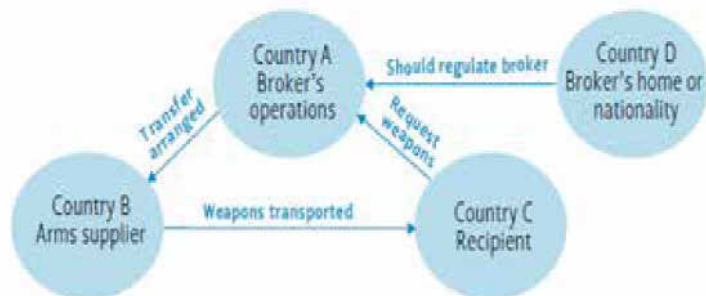 Country A
Broker's
operations
Should regulate broker
Country D
Broker's home or
nationality
Transfer
arranged
Request
weapons
Country B
Arms supplier
Weapons transported
Country C
Recipient